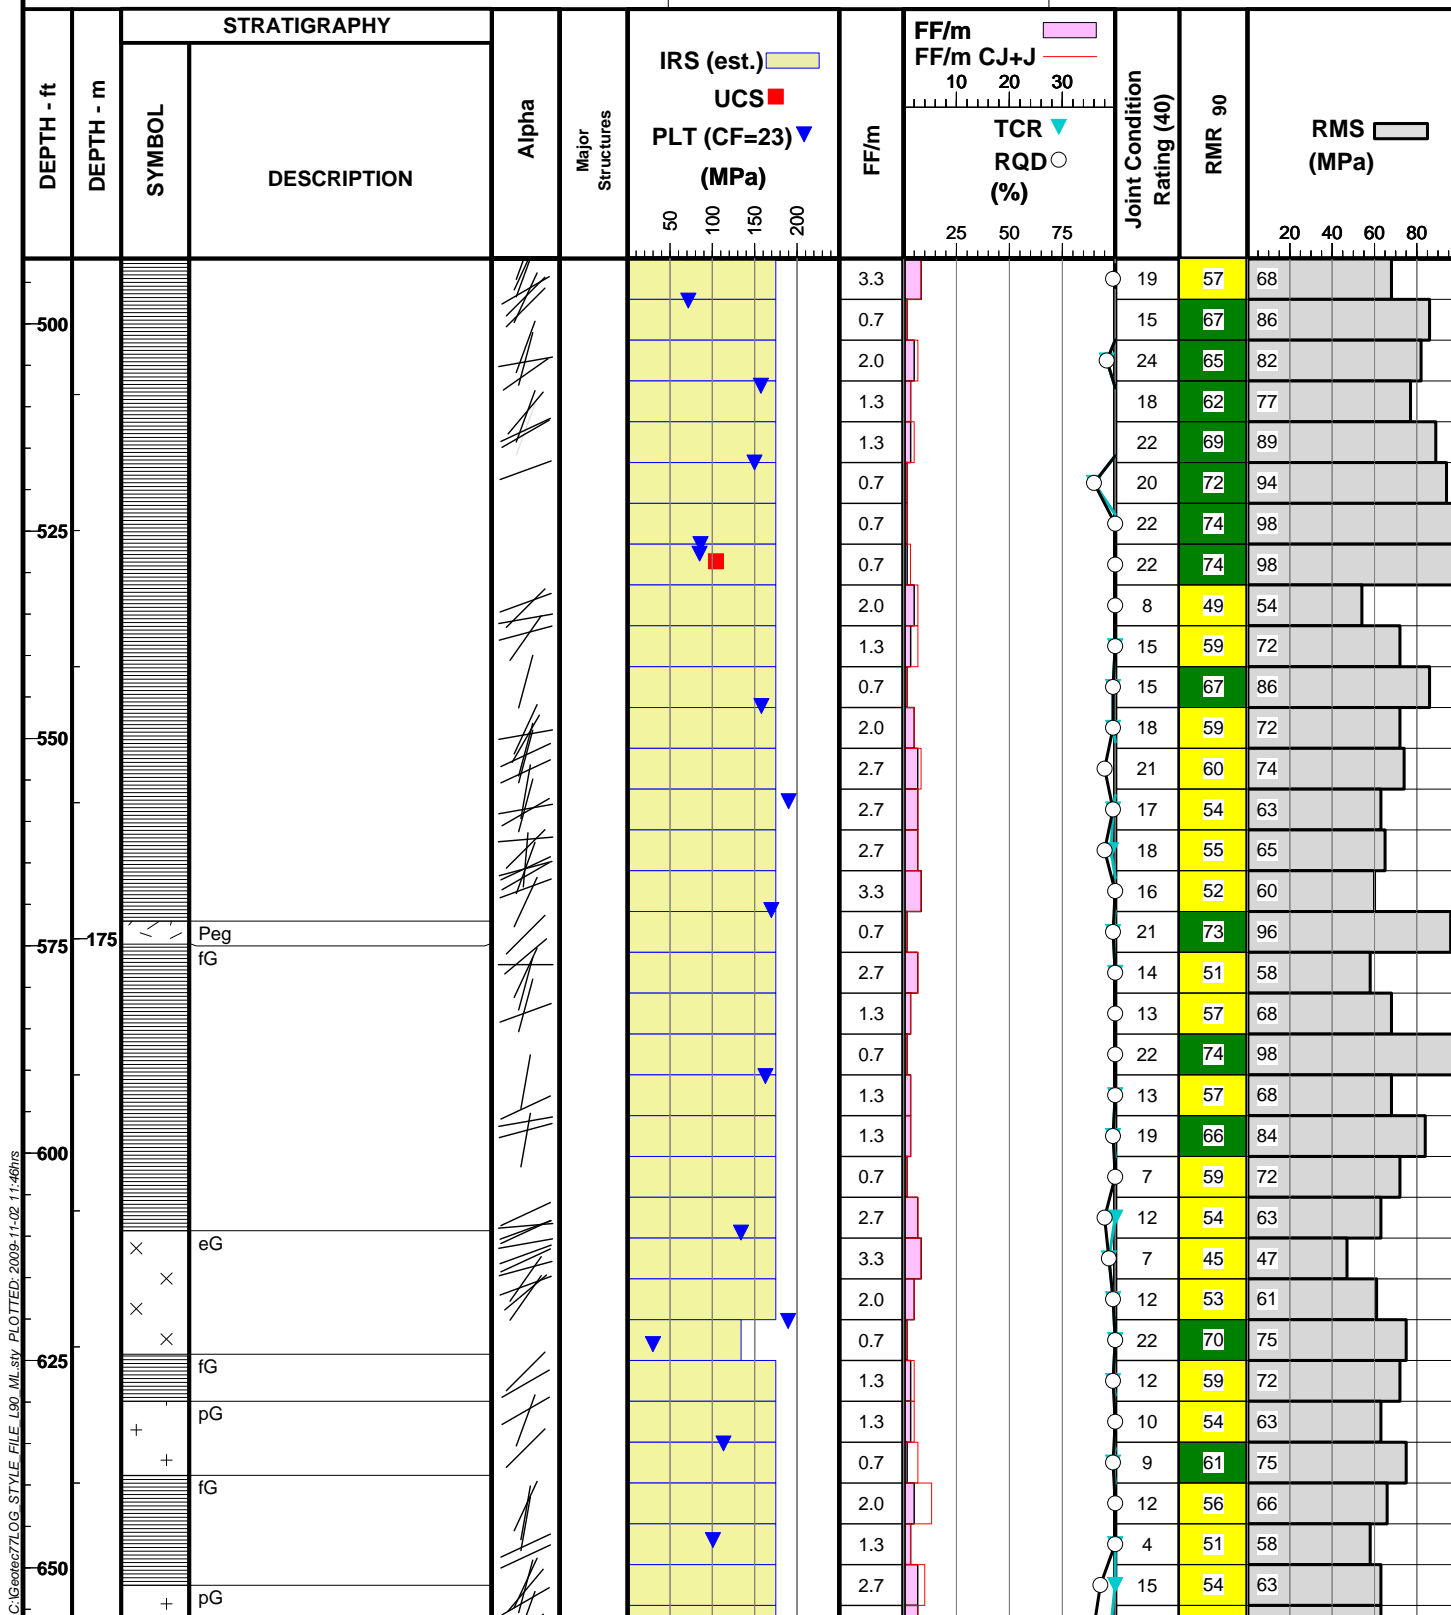 STRATIGRAPHY
DEPTH - ft
DEPTH - m
SYMBOL
DESCRIPTION
Alpha
Major
Structures
IRS (est.)
UCS
PLT (CF=23)
(MPa)
50 100 150 200
FF/m
FF/m
FF/m CJ+J
10 20 30
TCR
RQD
(%)
25 50 75
Joint Condition
Rating (40)
RMR 90
RMS
(MPa)
20 40 60 80
3.3 19 57 68
500 0.7 15 67 86
2.0 24 65 82
1.3 18 62 77
1.3 22 69 89
0.7 20 72 94
525 0.7 22 74 98
0.7 22 74 98
2.0 8 49 54
1.3 15 59 72
0.7 15 67 86
550 2.0 18 59 72
2.7 21 60 74
2.7 17 54 63
2.7 18 55 65
3.3 16 52 60
575 175 Peg 0.7 21 73 96
fG 2.7 14 51 58
1.3 13 57 68
0.7 22 74 98
1.3 13 57 68
600 1.3 19 66 84
0.7 7 59 72
2.7 12 54 63
eG 3.3 7 45 47
2.0 12 53 61
0.7 22 70 75
625 fG 1.3 12 59 72
pG 1.3 10 54 63
0.7 9 61 75
fG 2.0 12 56 66
1.3 4 51 58
650 2.7 15 54 63
pG
C:\Geotec77\LOG_STYLE_FILE_L90_ML.sty PLOTTED: 2009-11-02 11:46hrs